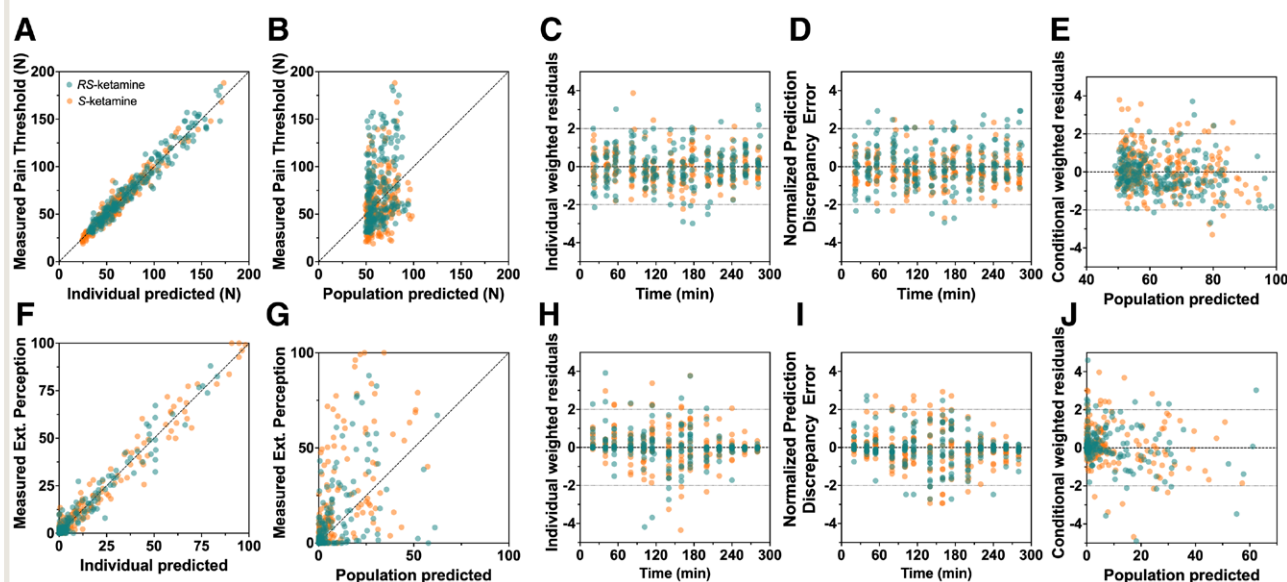 A
Measured Pain Threshold (N)
200
150
100
50
0
RS-ketamine
S-ketamine
0 50 100 150 200
Individual predicted (N)
B
Measured Pain Threshold (N)
200
150
100
50
0
0 50 100 150 200
Population predicted (N)
C
Individual weighted residuals
4
2
0
-2
-4
0 60 120 180 240 300
Time (min)
D
Normalized Prediction
Discrepancy Error
4
2
0
-2
-4
0 60 120 180 240 300
Time (min)
E
Conditional weighted residuals
4
2
0
-2
-4
40 60 80 100
Population predicted
F
Measured Ext. Perception
100
75
50
25
0
0 25 50 75 100
Individual predicted
G
Measured Ext. Perception
100
50
0
0 50 100
Population predicted
H
Individual weighted residuals
4
2
0
-2
-4
0 60 120 180 240 300
Time (min)
I
Normalized Prediction
Discrepancy Error
4
2
0
-2
-4
0 60 120 180 240 300
Time (min)
J
Conditional weighted residuals
4
2
0
-2
-4
0 20 40 60
Population predicted